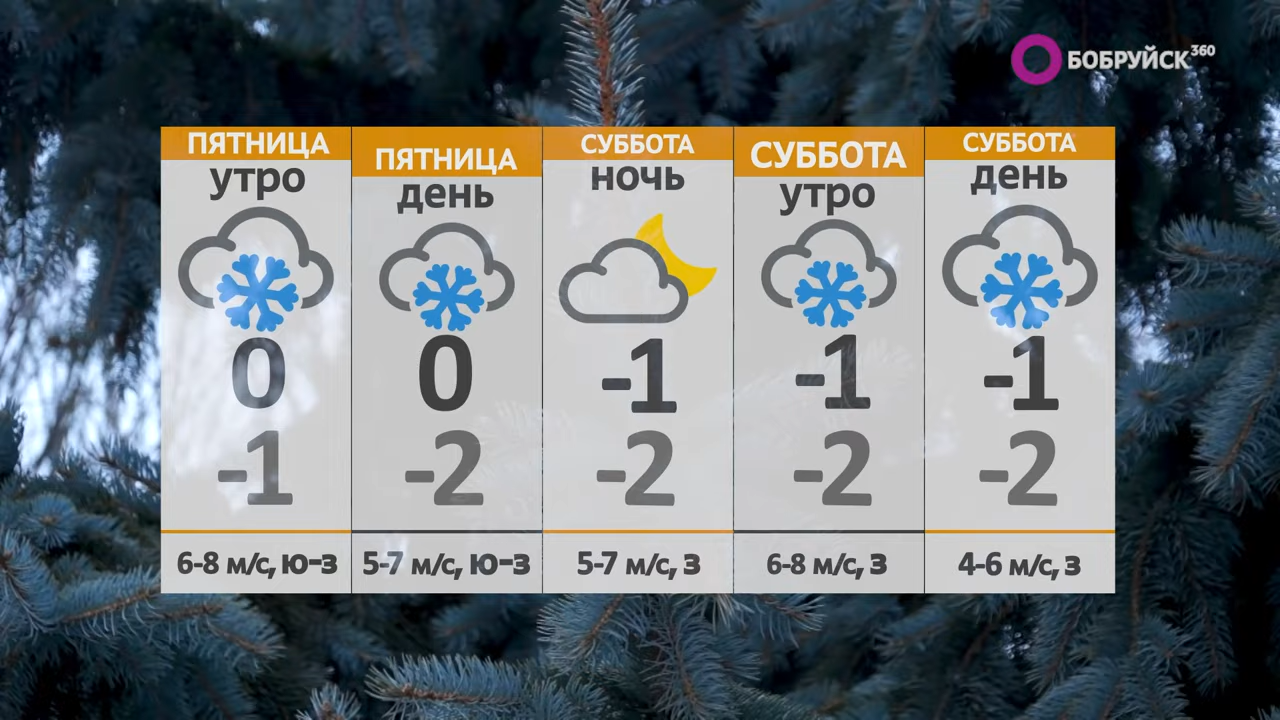 БОБРУЙСК360
ПЯТНИЦА
утро
0
-1
6-8 м/с, ю-з
ПЯТНИЦА
день
0
-2
5-7 м/с, ю-з
СУББОТА
ночь
-1
-2
5-7 м/с, з
СУББОТА
утро
-1
-2
6-8 м/с, з
СУББОТА
день
-1
-2
4-6 м/с, з